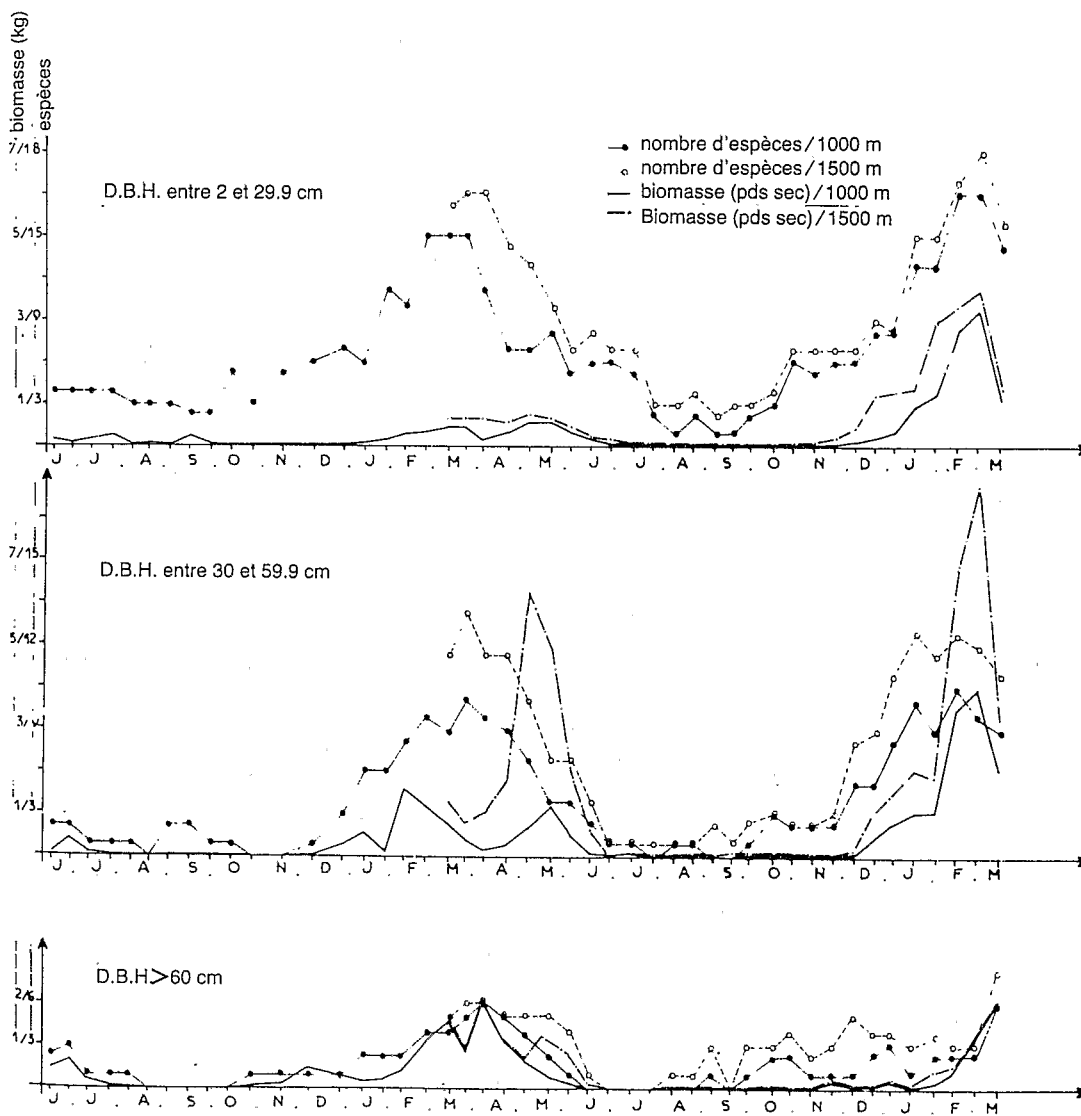 biomasse (kg)
espèces
7/18
5/15
3/9
1/3
D.B.H. entre 2 et 29.9 cm
nombre d'espèces/1000 m
nombre d'espèces/1500 m
biomasse (pds sec)/1000 m
Biomasse (pds sec)/1500 m
J . J . A . S . O . N . D . J . F . M . A . M . J . J . A . S . O . N . D . J . F . M
7/15
5/12
1/3
D.B.H. entre 30 et 59.9 cm
J . J . A . S . O . N . D . J . F . M . A . M . J . J . A . S . O . N . D . J . F . M
2/6
1/3
D.B.H.>60 cm
J . J . A . S . O . N . D . J . F . M . A . M . J . J . A . S . O . N . D . J . F . M